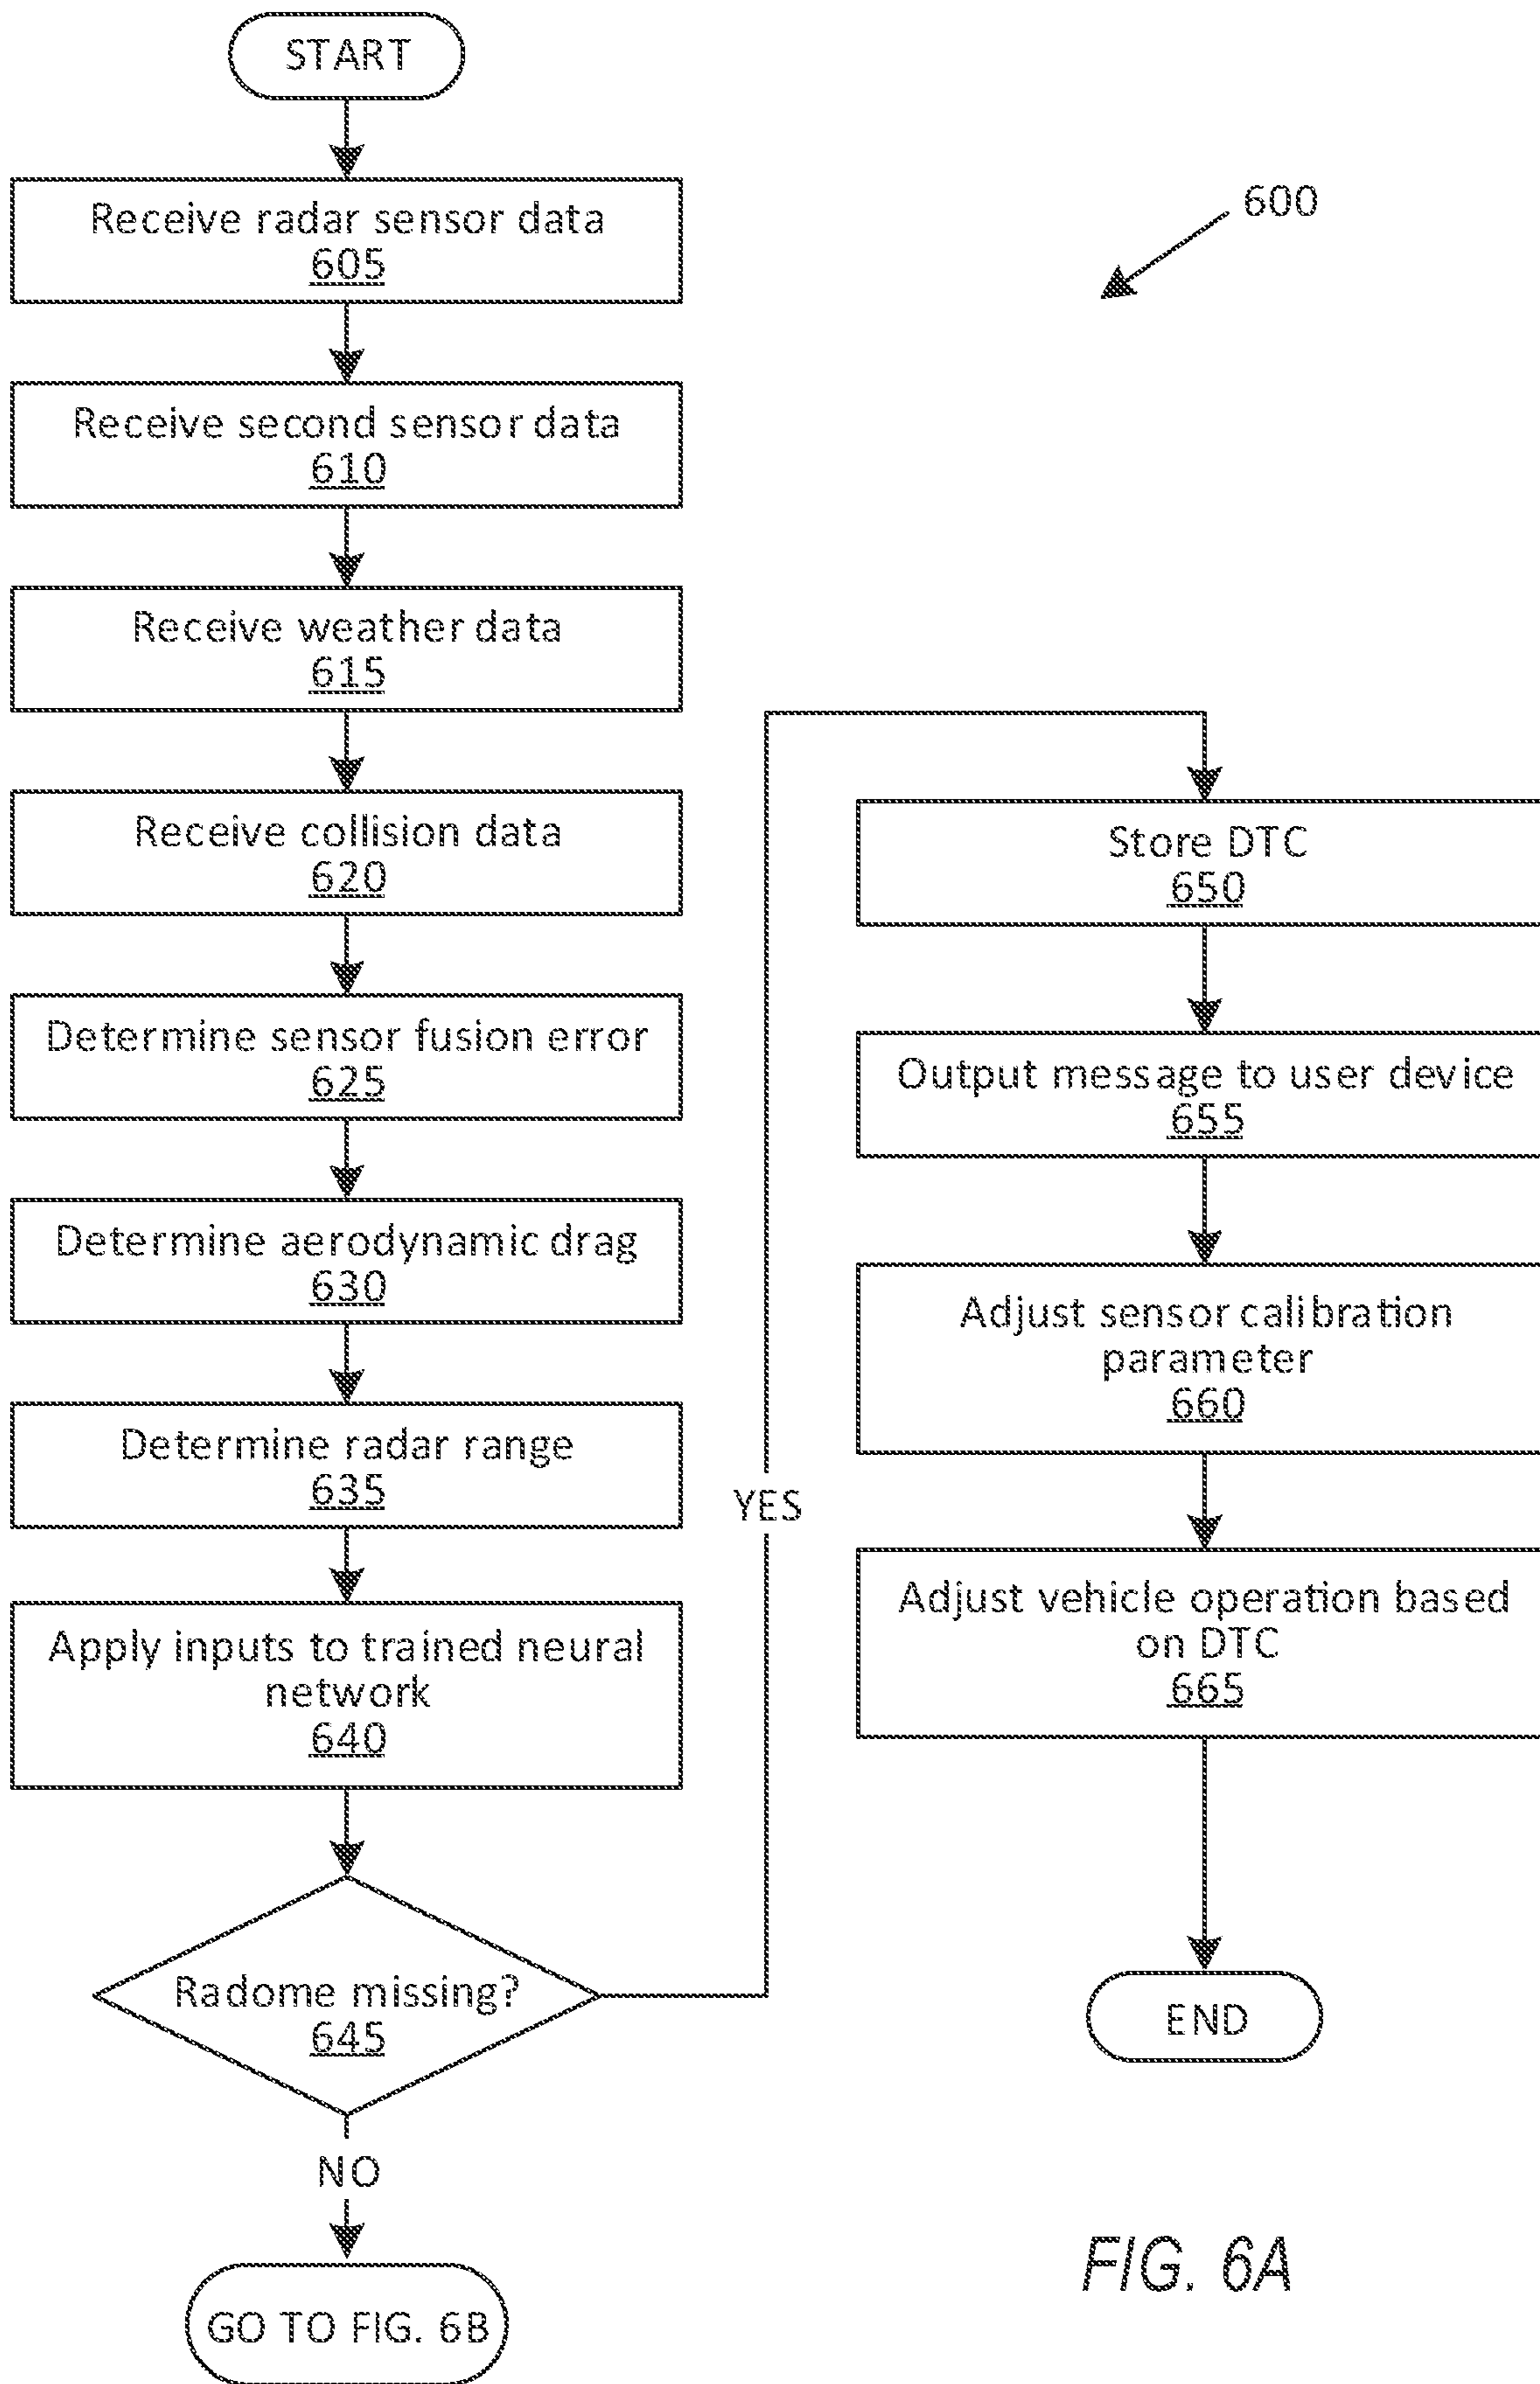 START
Receive radar sensor data
605
Receive second sensor data
610
Receive weather data
615
Receive collision data
620
Determine sensor fusion error
625
Determine aerodynamic drag
630
Determine radar range
635
Apply inputs to trained neural
network
640
Radome missing?
645
NO
GO TO FIG. 6B
YES
600
Store DTC
650
Output message to user device
655
Adjust sensor calibration
parameter
660
Adjust vehicle operation based
on DTC
665
END
FIG. 6A